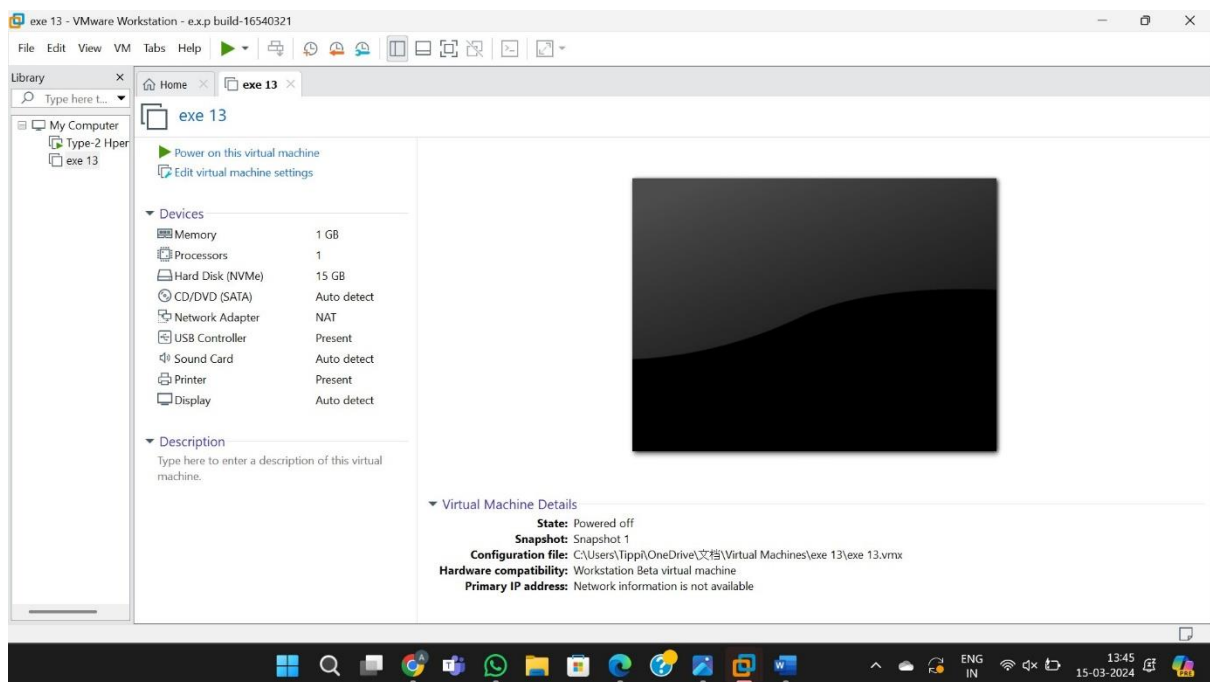 exe 13 - VMware Workstation - e.x.p build-16540321
File Edit View VM Tabs Help
Library
Type here t...
My Computer
Type-2 Hper
exe 13
Home
exe 13
exe 13
Power on this virtual machine
Edit virtual machine settings
Devices
Memory 1 GB
Processors 1
Hard Disk (NVMe) 15 GB
CD/DVD (SATA) Auto detect
Network Adapter NAT
USB Controller Present
Sound Card Auto detect
Printer Present
Display Auto detect
Description
Type here to enter a description of this virtual
machine.
Virtual Machine Details
State: Powered off
Snapshot: Snapshot 1
Configuration file: C:\Users\Tippi\OneDrive\文档\Virtual Machines\exe 13\exe 13.vmx
Hardware compatibility: Workstation Beta virtual machine
Primary IP address: Network information is not available
ENG
IN
13:45
15-03-2024
PRE